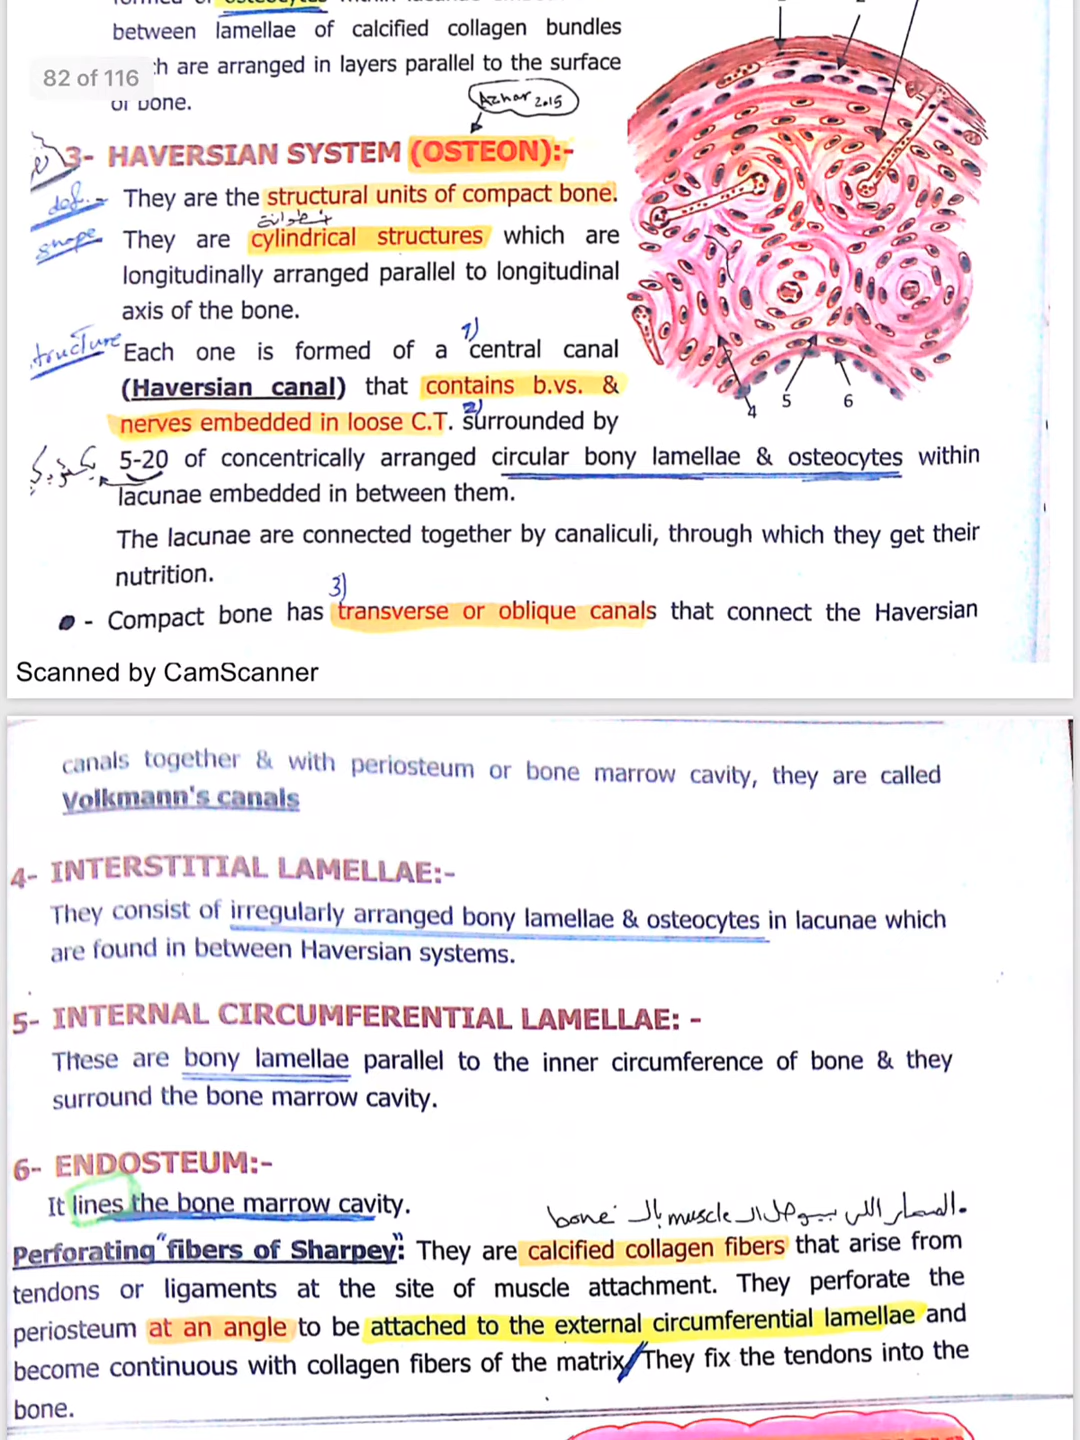 between lamellae of calcified collagen bundles
82 of 116
are arranged in layers parallel to the surface
of bone.
Azhar 2015
3- HAVERSIAN SYSTEM (OSTEON):-
def.
They are the structural units of compact bone.
shape
They are cylindrical structures which are
longitudinally arranged parallel to longitudinal
axis of the bone.
structure
1)
Each one is formed of a central canal
(Haversian canal) that contains b.vs. &
2)
nerves embedded in loose C.T. surrounded by
5-20 of concentrically arranged circular bony lamellae & osteocytes within
lacunae embedded in between them.
The lacunae are connected together by canaliculi, through which they get their
nutrition.
3)
- Compact bone has transverse or oblique canals that connect the Haversian
4 5 6
Scanned by CamScanner
canals together & with periosteum or bone marrow cavity, they are called
Volkmann's canals
4- INTERSTITIAL LAMELLAE:-
They consist of irregularly arranged bony lamellae & osteocytes in lacunae which
are found in between Haversian systems.
5- INTERNAL CIRCUMFERENTIAL LAMELLAE: -
These are bony lamellae parallel to the inner circumference of bone & they
surround the bone marrow cavity.
6- ENDOSTEUM:-
It lines the bone marrow cavity.
المسمار اللي بيوصل ال muscle بال bone
Perforating "fibers of Sharpey": They are calcified collagen fibers that arise from
tendons or ligaments at the site of muscle attachment. They perforate the
periosteum at an angle to be attached to the external circumferential lamellae and
become continuous with collagen fibers of the matrix/They fix the tendons into the
bone.